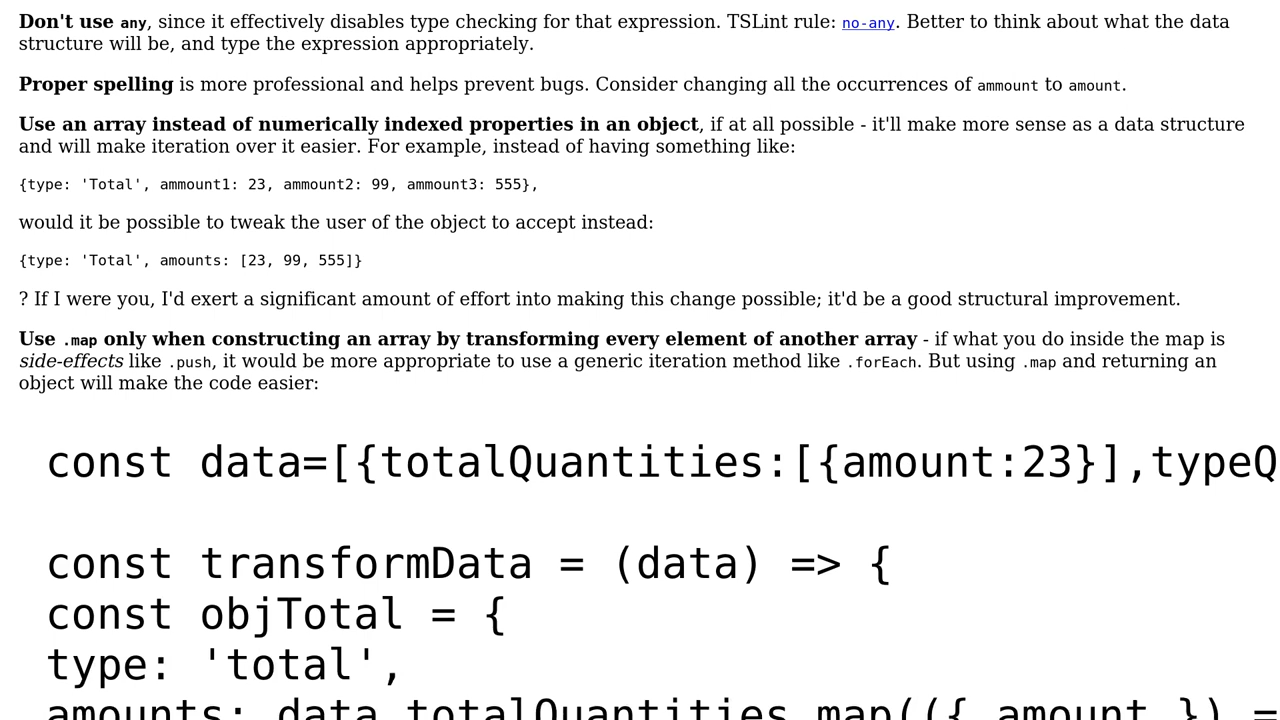 Don't use any, since it effectively disables type checking for that expression. TSLint rule: no-any. Better to think about what the data
structure will be, and type the expression appropriately.
Proper spelling is more professional and helps prevent bugs. Consider changing all the occurrences of ammount to amount.
Use an array instead of numerically indexed properties in an object, if at all possible - it'll make more sense as a data structure
and will make iteration over it easier. For example, instead of having something like:
{type: 'Total', ammount1: 23, ammount2: 99, ammount3: 555},
would it be possible to tweak the user of the object to accept instead:
{type: 'Total', amounts: [23, 99, 555]}
? If I were you, I'd exert a significant amount of effort into making this change possible; it'd be a good structural improvement.
Use .map only when constructing an array by transforming every element of another array - if what you do inside the map is
side-effects like .push, it would be more appropriate to use a generic iteration method like .forEach. But using .map and returning an
object will make the code easier:
const data=[{totalQuantities:[{amount:23}],typeQ
const transformData = (data) => {
const objTotal = {
type: 'total',
amounts: data.totalQuantities.map(({ amount }) =